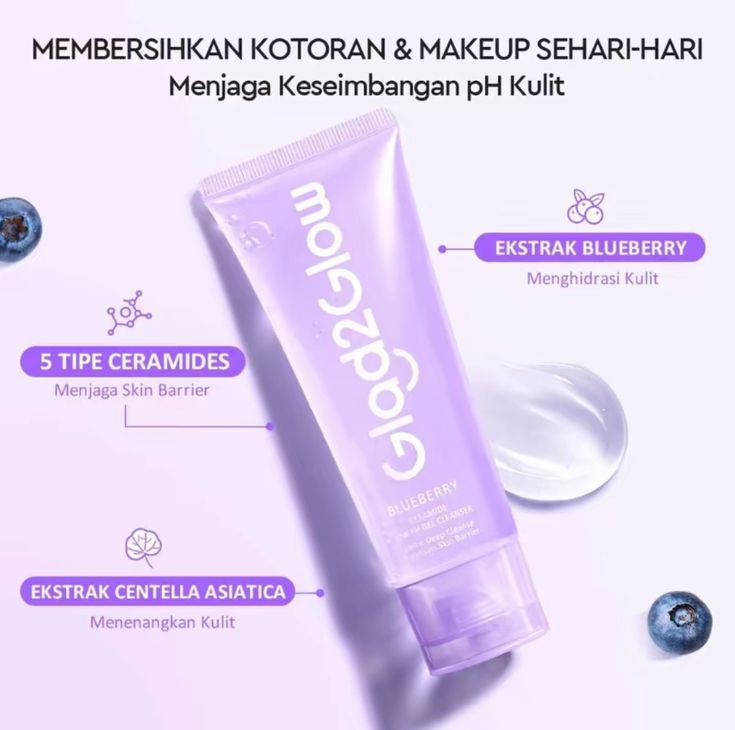 MEMBERSIHKAN KOTORAN & MAKEUP SEHARI-HARI
Menjaga Keseimbangan pH Kulit
EKSTRAK BLUEBERRY
Menghidrasi Kulit
5 TIPE CERAMIDES
Menjaga Skin Barrier
EKSTRAK CENTELLA ASIATICA
Menenangkan Kulit
Glad2Glow
BLUEBERRY
CERAMIDE
pH GEL CLEANSER
Deep Cleanse
Skin Barrier